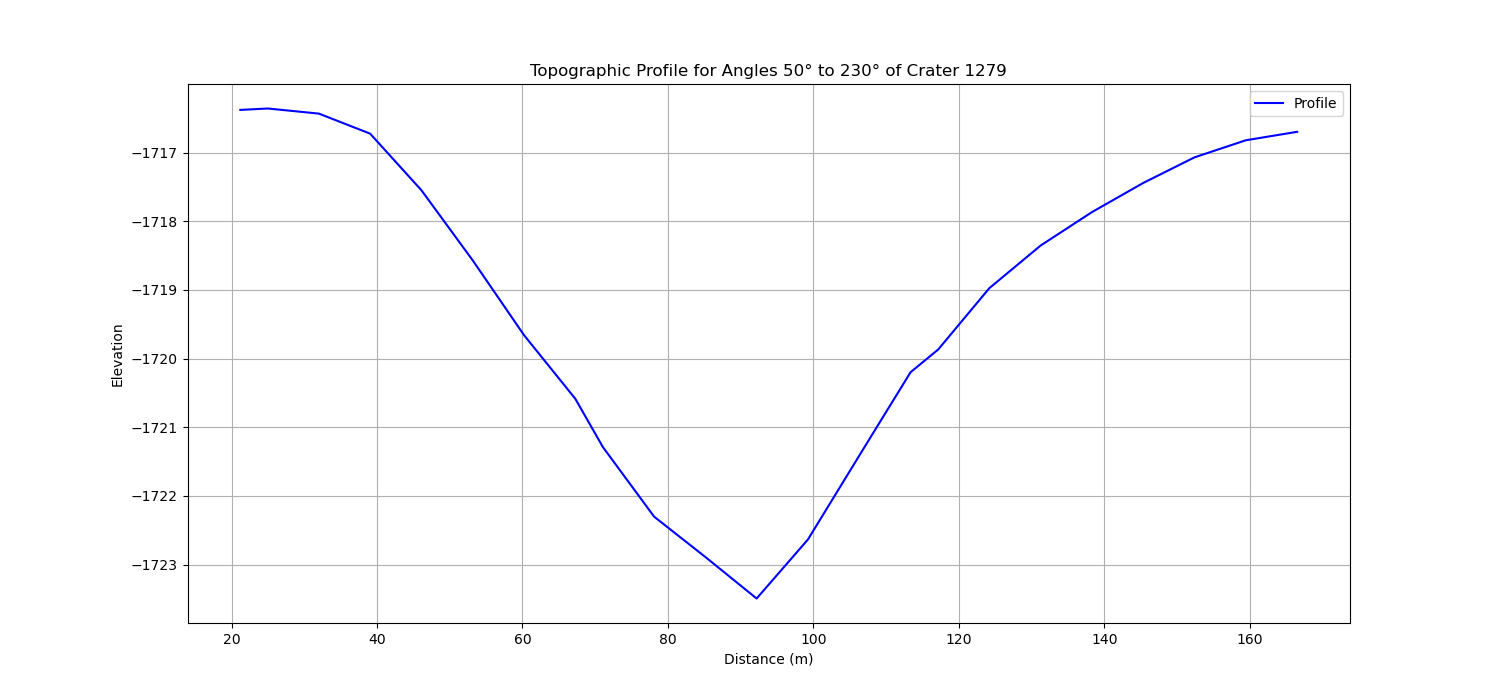 Topographic Profile for Angles 50° to 230° of Crater 1279
Profile
−1717
−1718
−1719
−1720
−1721
−1722
−1723
Elevation
20 40 60 80 100 120 140 160
Distance (m)